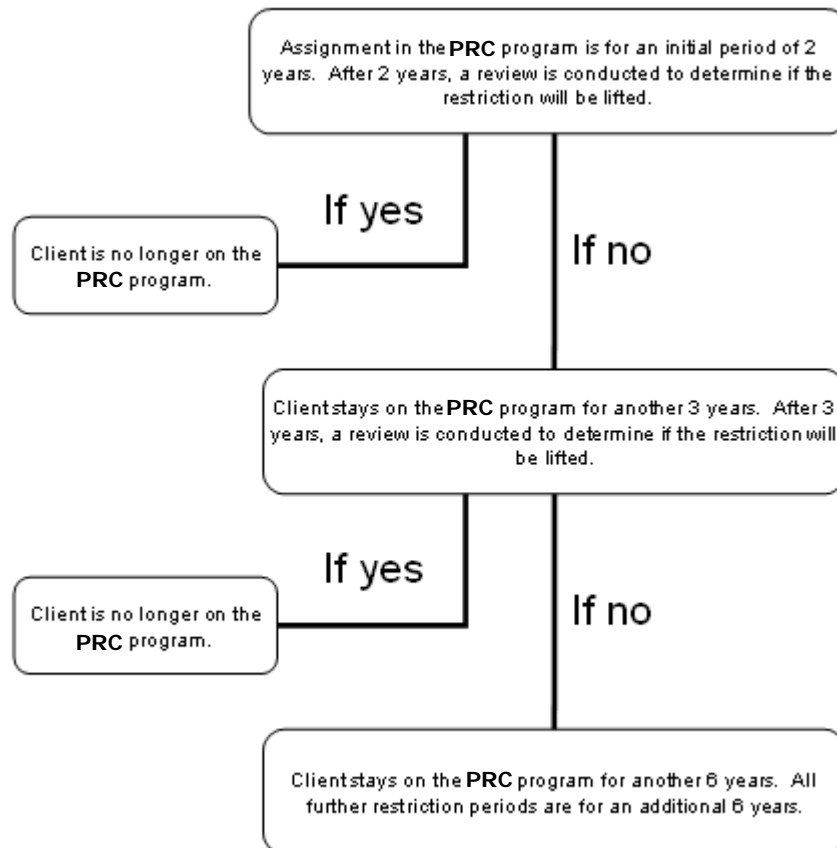 Assignment in the PRC program is for an initial period of 2
years. After 2 years, a review is conducted to determine if the
restriction will be lifted.
If yes
If no
Client is no longer on the
PRC program.
Client stays on the PRC program for another 3 years. After 3
years, a review is conducted to determine if the restriction will
be lifted.
If yes
If no
Client is no longer on the
PRC program.
Client stays on the PRC program for another 6 years. All
further restriction periods are for an additional 6 years.